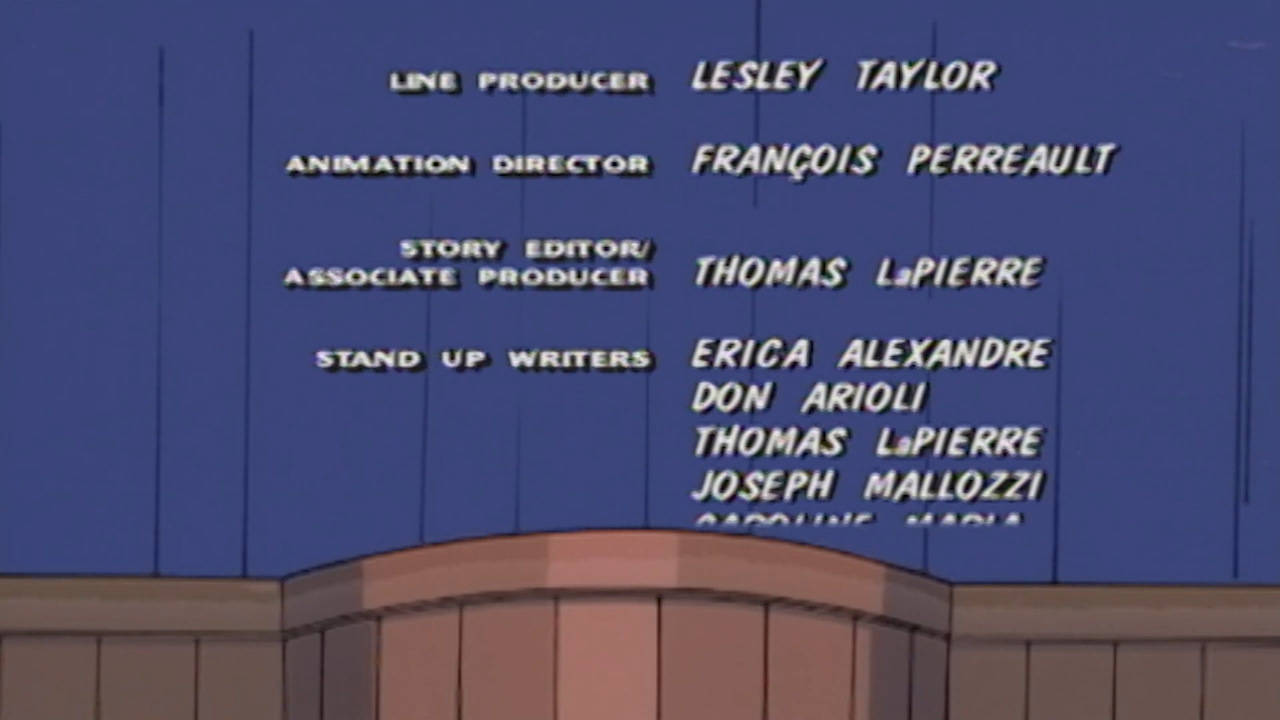 LINE PRODUCER LESLEY TAYLOR
ANIMATION DIRECTOR FRANÇOIS PERREAULT
STORY EDITOR/
ASSOCIATE PRODUCER THOMAS LaPIERRE
STAND UP WRITERS ERICA ALEXANDRE
DON ARIOLI
THOMAS LaPIERRE
JOSEPH MALLOZZI